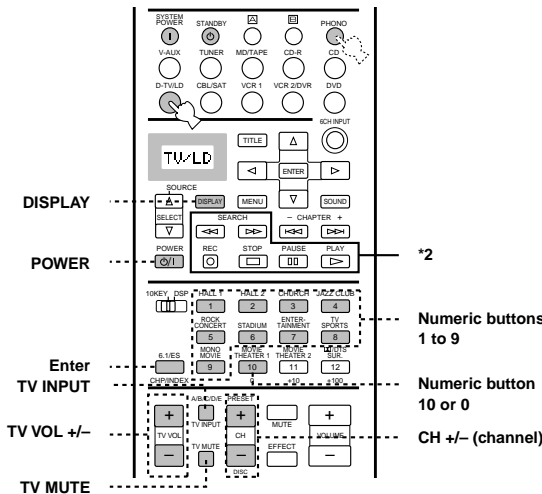 SYSTEM
POWER
STANDBY
A
B
PHONO
V-AUX
TUNER
MD/TAPE
CD-R
CD
D-TV/LD
CBL/SAT
VCR 1
VCR 2/DVR
DVD
6CH INPUT
TV/LD
TITLE
ENTER
SOURCE
DISPLAY
MENU
SOUND
DISPLAY
SELECT
SEARCH
– CHAPTER +
POWER
REC
STOP
PAUSE
PLAY
*2
POWER
10KEY
DSP
HALL 1
HALL 2
CHURCH
JAZZ CLUB
1
2
3
4
ROCK
CONCERT
STADIUM
ENTER-
TAINMENT
TV
SPORTS
Numeric buttons
1 to 9
5
6
7
8
MONO
MOVIE
MOVIE
THEATER 1
MOVIE
THEATER 2
/DTS
SUR.
6.1/ES
9
10
11
12
Enter
CHP/INDEX
0
+10
+100
Numeric button
10 or 0
TV INPUT
A/B/C/D/E
PRESET
TV INPUT
MUTE
+
+
+
TV VOL +/–
TV VOL
CH
VOLUME
CH +/– (channel)
TV MUTE
EFFECT
–
–
–
DISC
TV MUTE